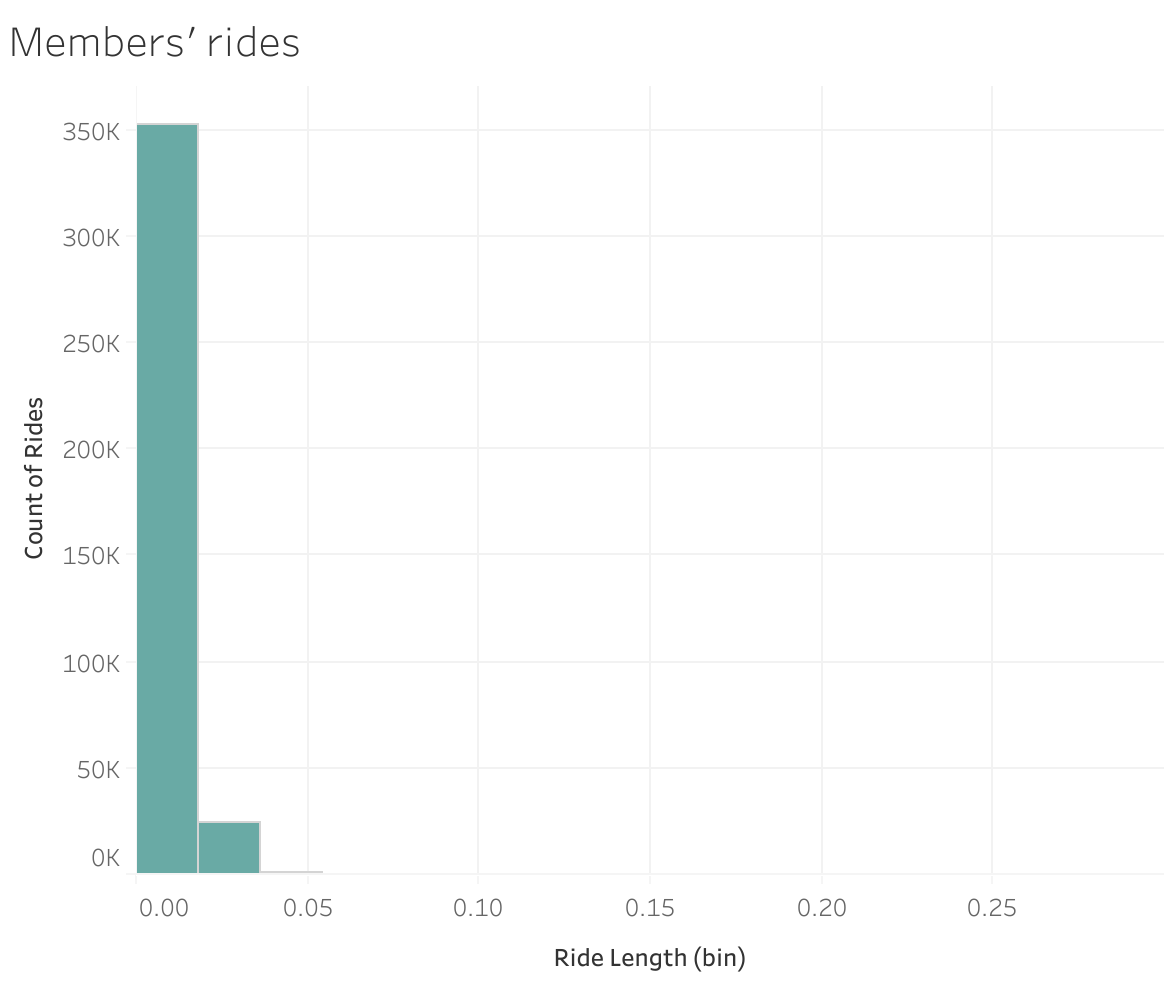 Members’ rides
350K
300K
250K
200K
150K
100K
50K
0K
Count of Rides
0.00 0.05 0.10 0.15 0.20 0.25
Ride Length (bin)